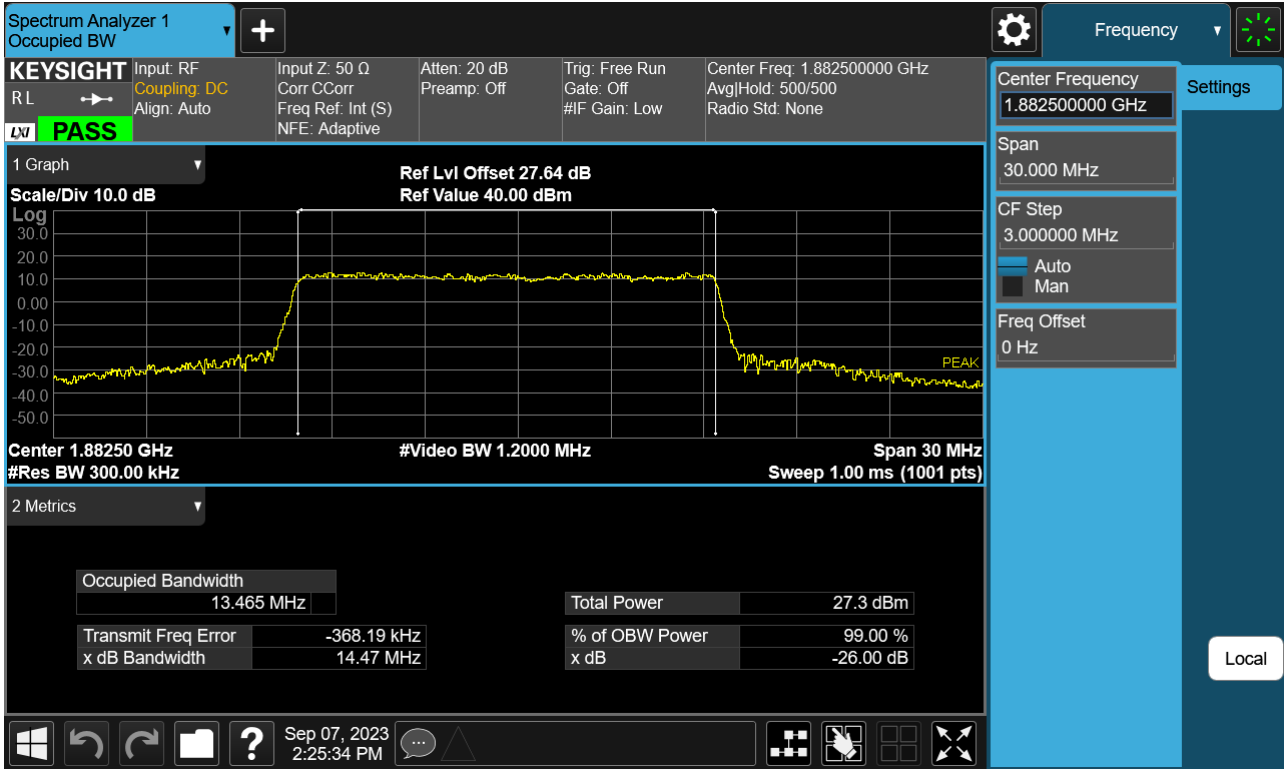 Spectrum Analyzer 1
Occupied BW
Frequency
KEYSIGHT
R L
LXI
PASS
Input: RF
Coupling: DC
Align: Auto
Input Z: 50 Ω
Corr CCorr
Freq Ref: Int (S)
NFE: Adaptive
Atten: 20 dB
Preamp: Off
Trig: Free Run
Gate: Off
#IF Gain: Low
Center Freq: 1.882500000 GHz
Avg|Hold: 500/500
Radio Std: None
Center Frequency
1.882500000 GHz
Settings
Span
30.000 MHz
CF Step
3.000000 MHz
Auto
Man
Freq Offset
0 Hz
Local
1 Graph
Scale/Div 10.0 dB
Ref Lvl Offset 27.64 dB
Ref Value 40.00 dBm
Log
30.0
20.0
10.0
0.00
-10.0
-20.0
-30.0
-40.0
-50.0
PEAK
Center 1.88250 GHz
#Video BW 1.2000 MHz
Span 30 MHz
#Res BW 300.00 kHz
Sweep 1.00 ms (1001 pts)
2 Metrics
Occupied Bandwidth
13.465 MHz
Total Power 27.3 dBm
Transmit Freq Error -368.19 kHz
% of OBW Power 99.00 %
x dB Bandwidth 14.47 MHz
x dB -26.00 dB
?
Sep 07, 2023
2:25:34 PM